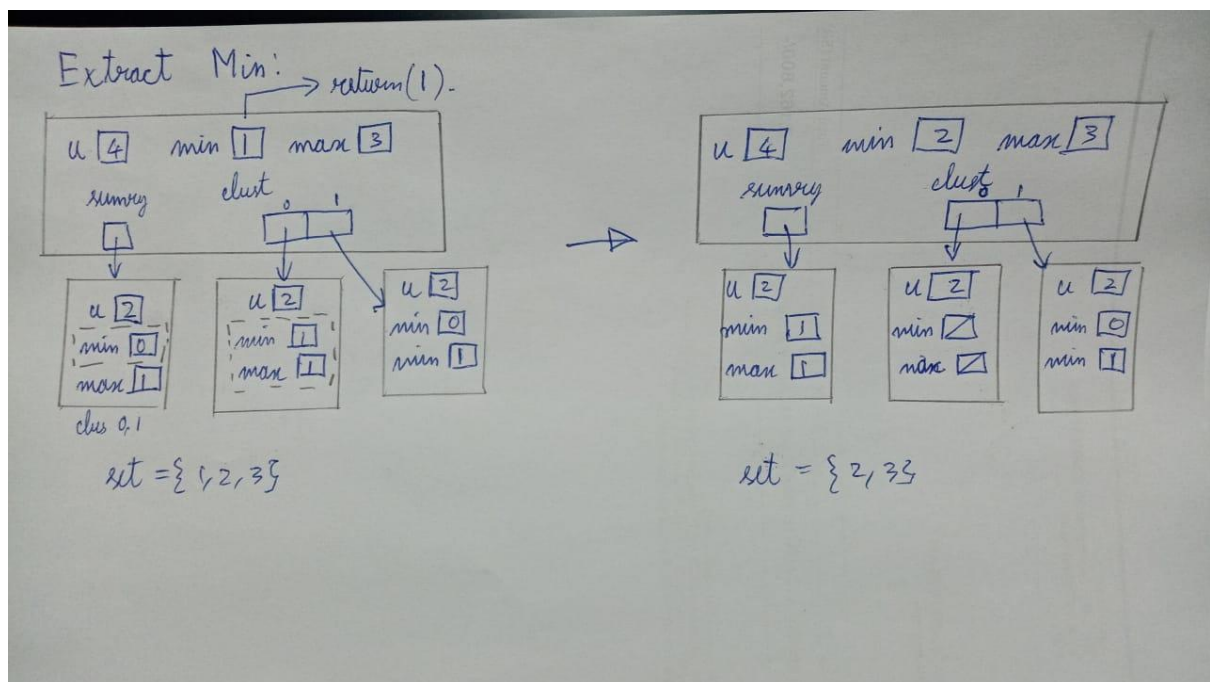 Extract Min:
return(1).
u 4 min 1 max 3
sumry clust
0 1
u 2
min 0
max 1
clus 0,1
u 2
min 1
max 1
u 2
min 0
min 1
set = { 1, 2, 3}
u 4 min 2 max 3
sumry clust
0 1
u 2
min 1
max 1
u 2
min /
max /
u 2
min 0
min 1
set = { 2, 3}